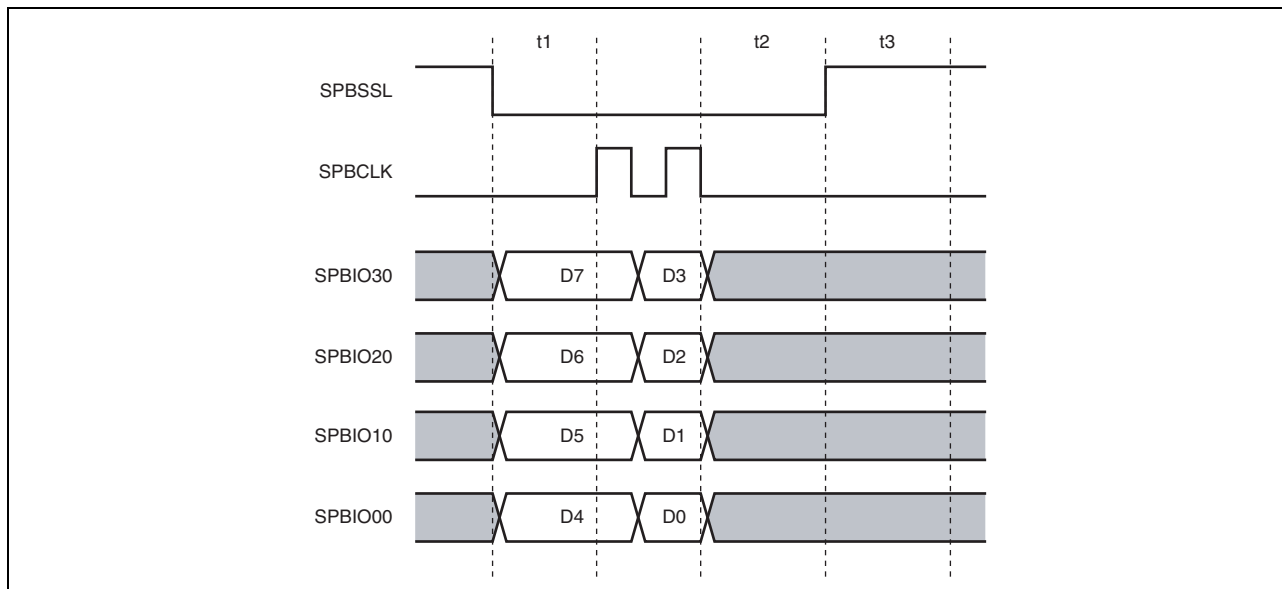 t1 t2 t3
SPBSSL
SPBCLK
SPBIO30 D7 D3
SPBIO20 D6 D2
SPBIO10 D5 D1
SPBIO00 D4 D0